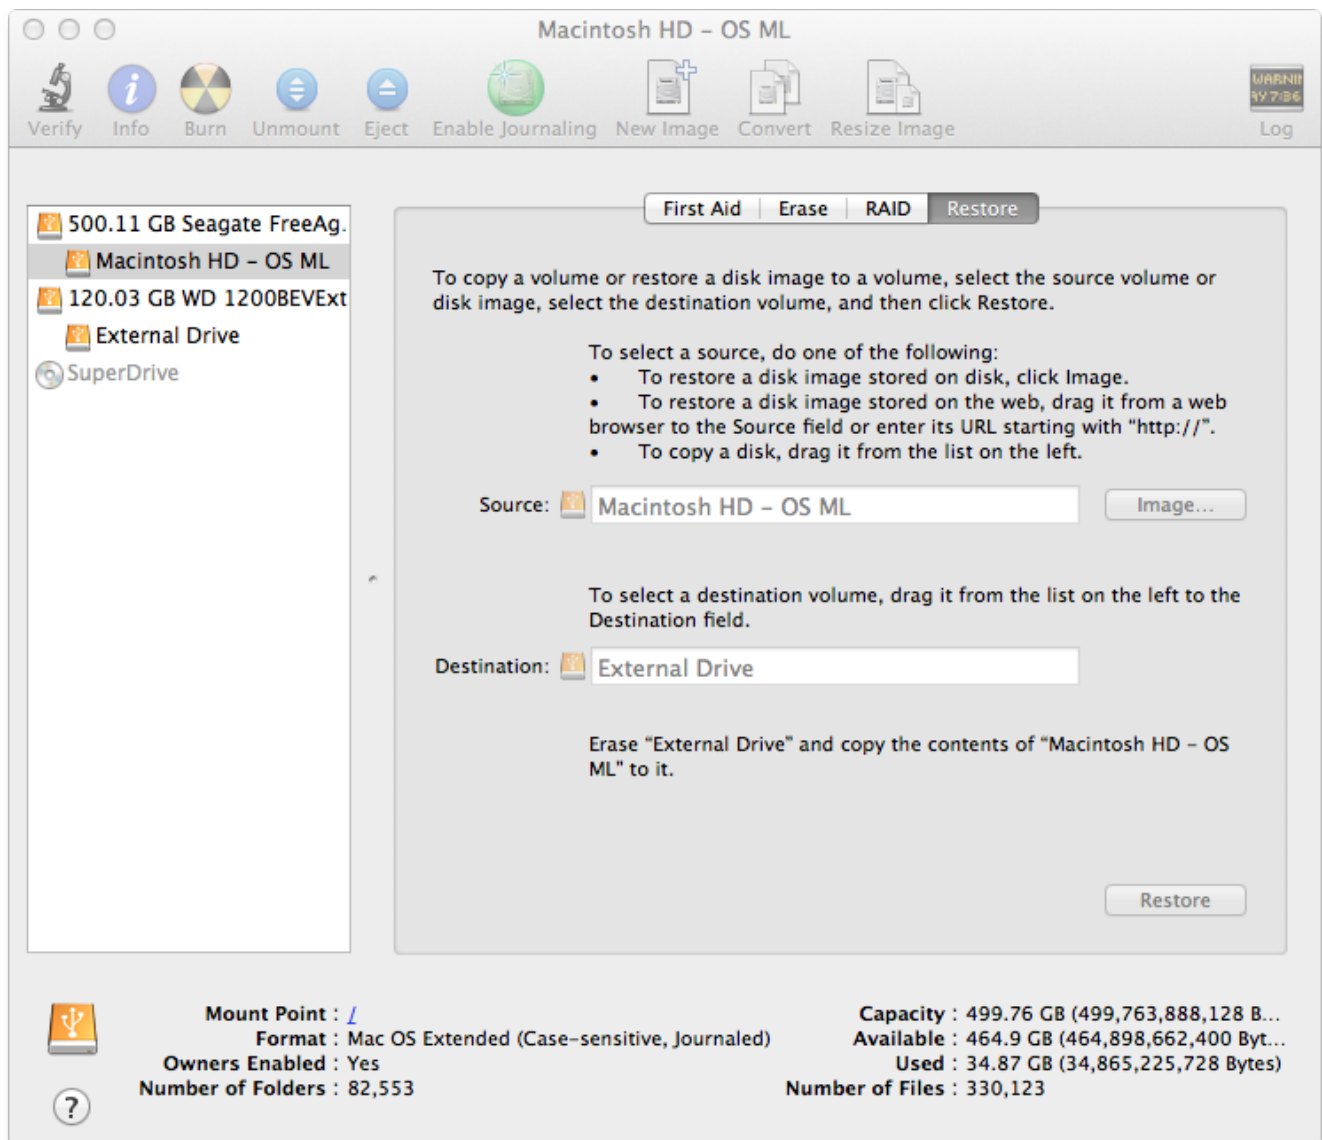 Macintosh HD – OS ML
Verify Info Burn Unmount Eject Enable Journaling New Image Convert Resize Image Log
WARNIN
AY 7:86
500.11 GB Seagate FreeAg.
Macintosh HD – OS ML
120.03 GB WD 1200BEVExt
External Drive
SuperDrive
First Aid Erase RAID Restore
To copy a volume or restore a disk image to a volume, select the source volume or
disk image, select the destination volume, and then click Restore.
To select a source, do one of the following:
• To restore a disk image stored on disk, click Image.
• To restore a disk image stored on the web, drag it from a web
browser to the Source field or enter its URL starting with “http://”.
• To copy a disk, drag it from the list on the left.
Source: Macintosh HD – OS ML Image...
To select a destination volume, drag it from the list on the left to the
Destination field.
Destination: External Drive
Erase “External Drive” and copy the contents of “Macintosh HD – OS
ML” to it.
Restore
Mount Point : /
Format : Mac OS Extended (Case-sensitive, Journaled)
Owners Enabled : Yes
Number of Folders : 82,553
Capacity : 499.76 GB (499,763,888,128 B...
Available : 464.9 GB (464,898,662,400 Byt...
Used : 34.87 GB (34,865,225,728 Bytes)
Number of Files : 330,123
?